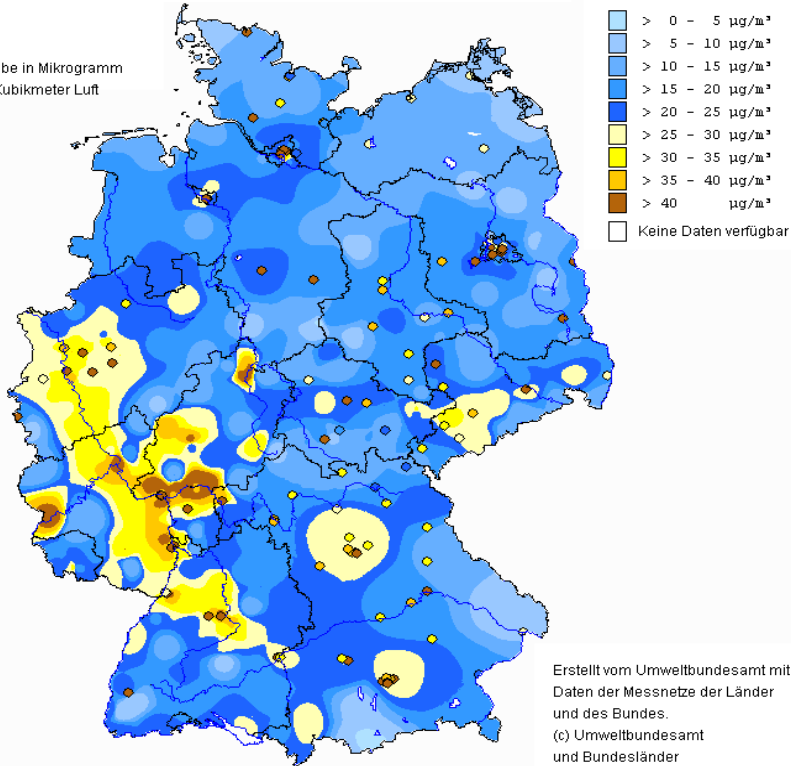 be in Mikrogramm
Kubikmeter Luft
> 0 - 5 µg/m³
> 5 - 10 µg/m³
> 10 - 15 µg/m³
> 15 - 20 µg/m³
> 20 - 25 µg/m³
> 25 - 30 µg/m³
> 30 - 35 µg/m³
> 35 - 40 µg/m³
> 40 µg/m³
Keine Daten verfügbar
Erstellt vom Umweltbundesamt mit
Daten der Messnetze der Länder
und des Bundes.
(c) Umweltbundesamt
und Bundesländer